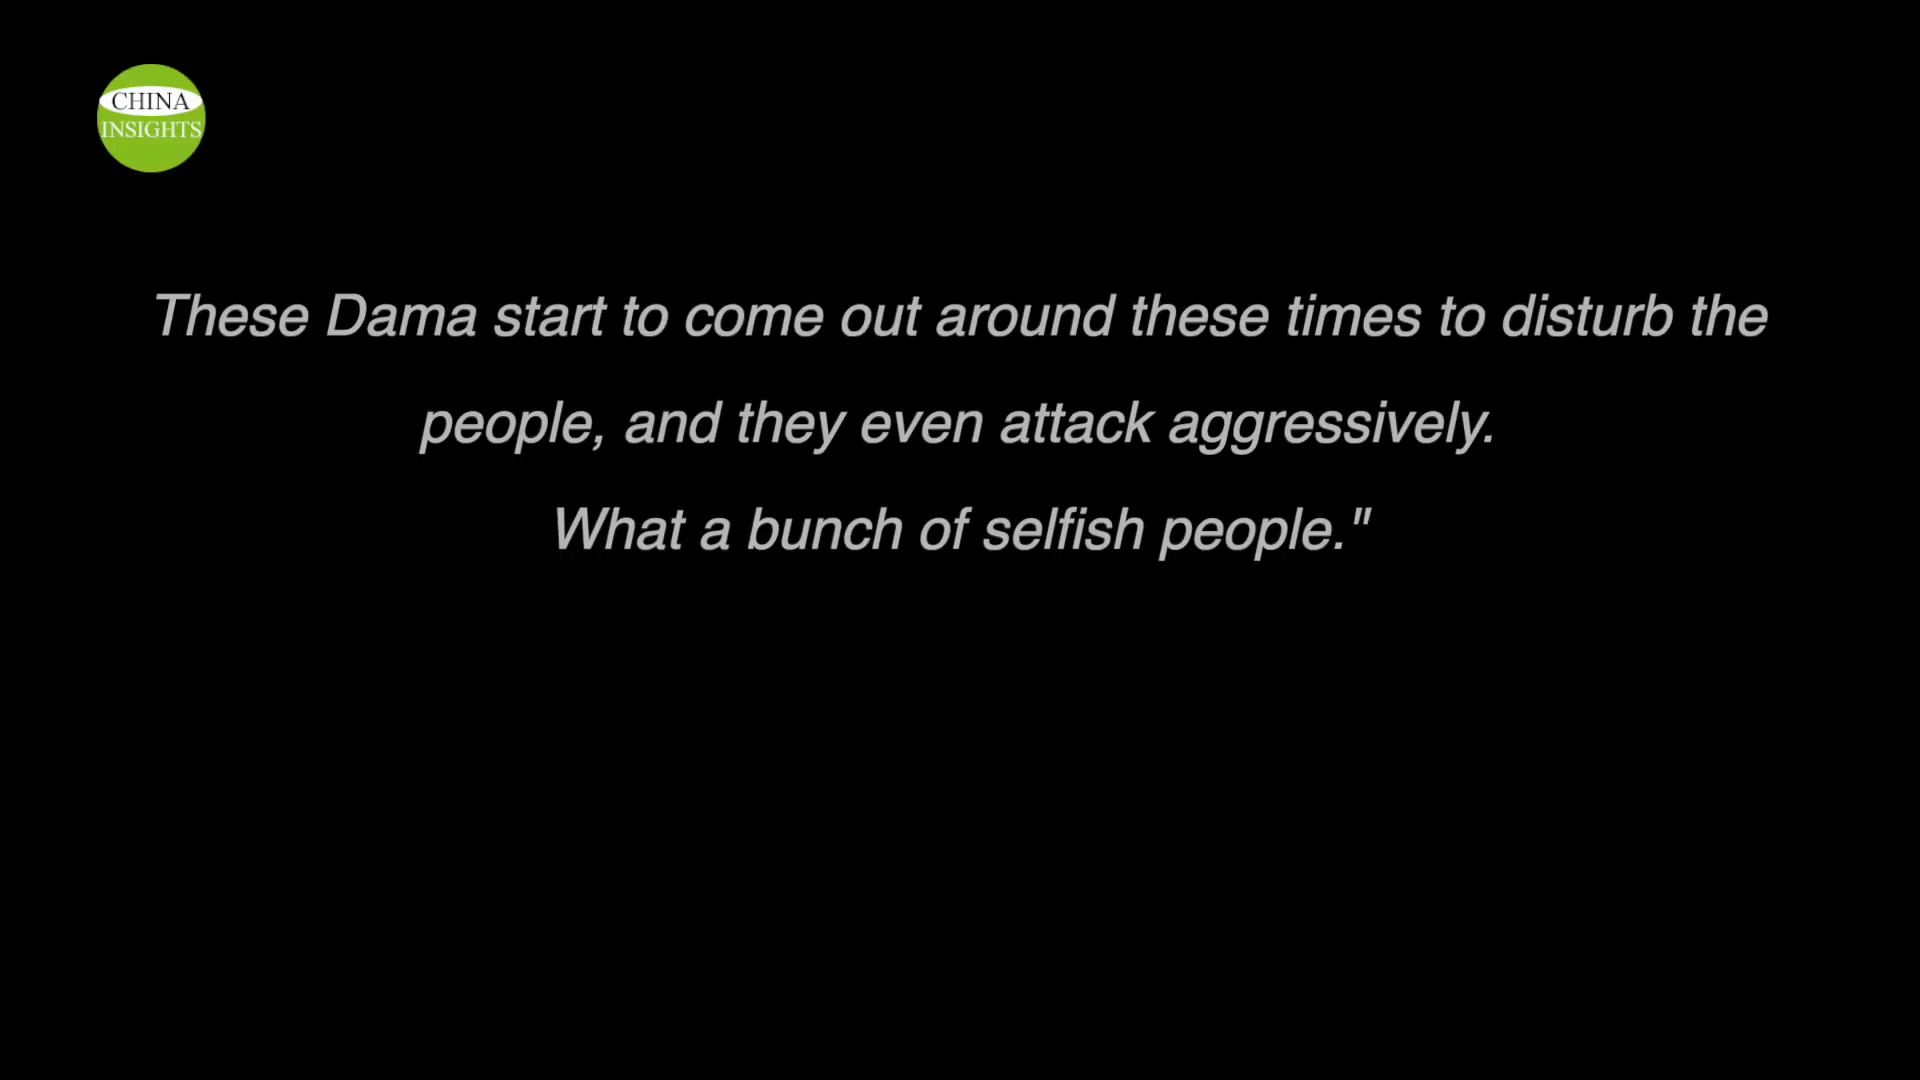 CHINA
INSIGHTS
These Dama start to come out around these times to disturb the
people, and they even attack aggressively.
What a bunch of selfish people."